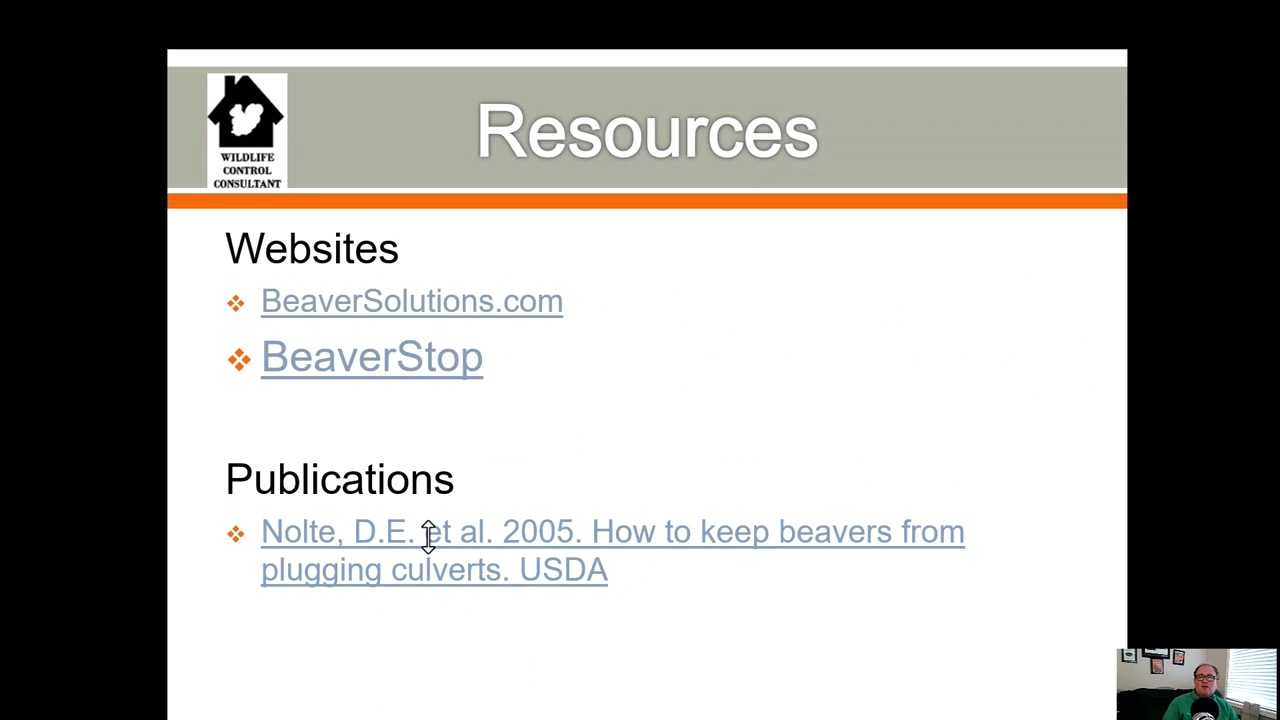 WILDLIFE
CONTROL
CONSULTANT
Resources
Websites
BeaverSolutions.com
BeaverStop
Publications
Nolte, D.E. et al. 2005. How to keep beavers from
plugging culverts. USDA